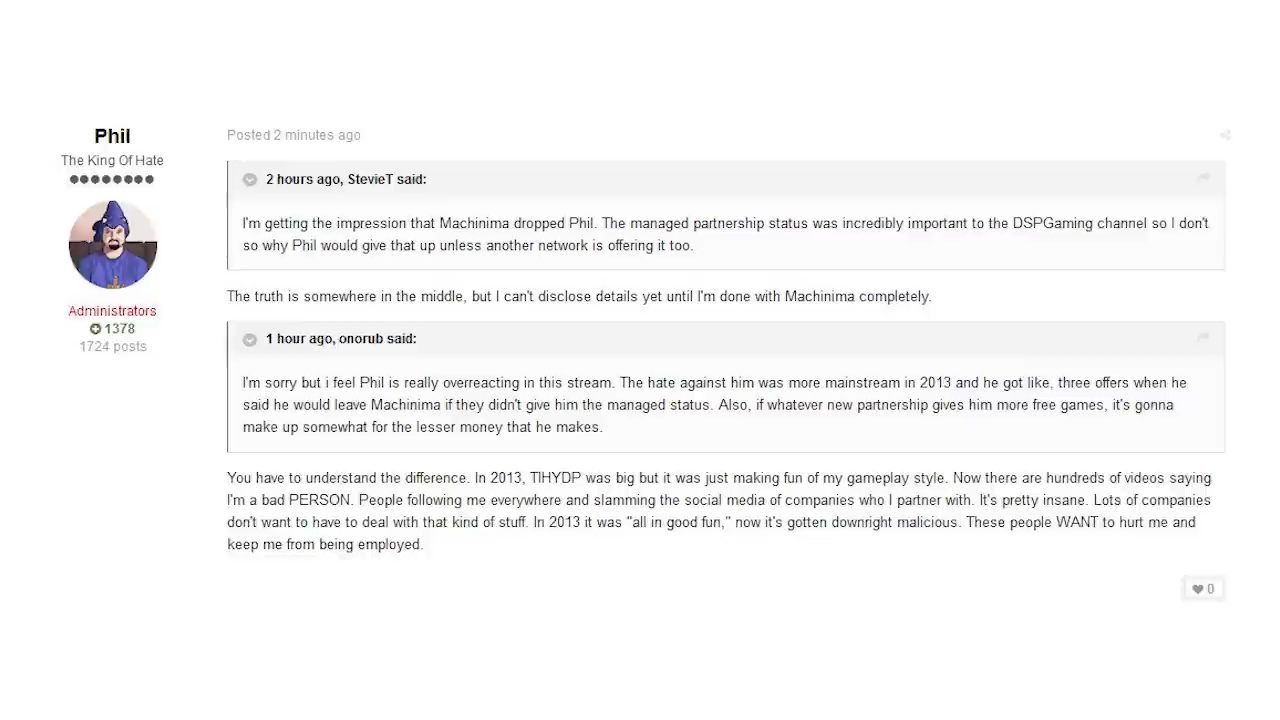 Phil
The King Of Hate
Administrators
1378
1724 posts
Posted 2 minutes ago
2 hours ago, StevieT said:
I'm getting the impression that Machinima dropped Phil. The managed partnership status was incredibly important to the DSPGaming channel so I don't
so why Phil would give that up unless another network is offering it too.
The truth is somewhere in the middle, but I can't disclose details yet until I'm done with Machinima completely.
1 hour ago, onorub said:
I'm sorry but i feel Phil is really overreacting in this stream. The hate against him was more mainstream in 2013 and he got like, three offers when he
said he would leave Machinima if they didn't give him the managed status. Also, if whatever new partnership gives him more free games, it's gonna
make up somewhat for the lesser money that he makes.
You have to understand the difference. In 2013, TIHYDP was big but it was just making fun of my gameplay style. Now there are hundreds of videos saying
I'm a bad PERSON. People following me everywhere and slamming the social media of companies who I partner with. It's pretty insane. Lots of companies
don't want to have to deal with that kind of stuff. In 2013 it was "all in good fun," now it's gotten downright malicious. These people WANT to hurt me and
keep me from being employed.
0